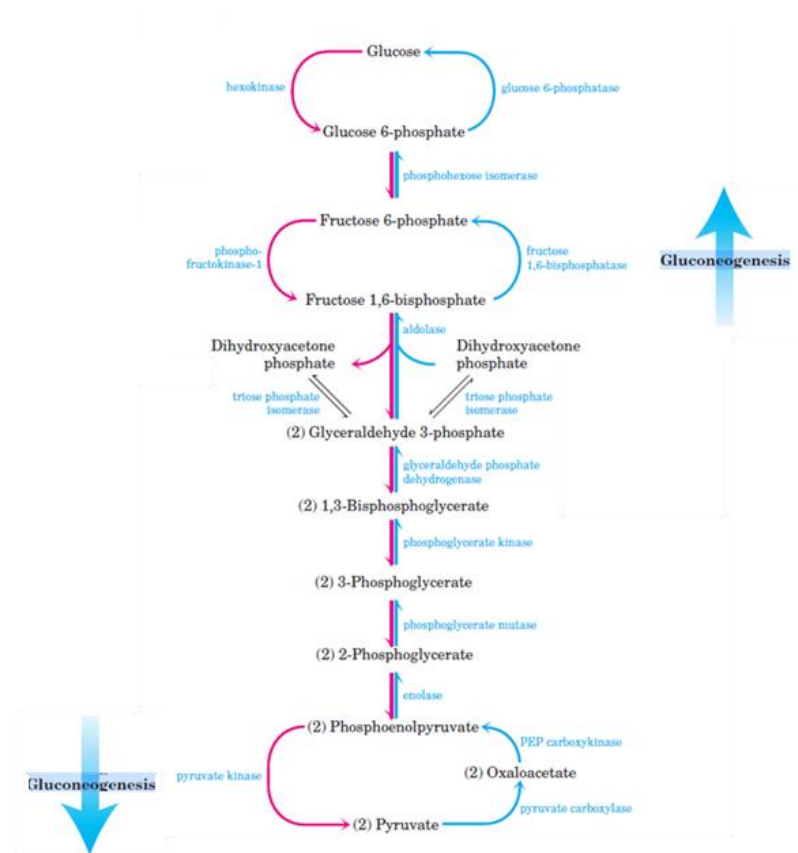 Glucose
hexokinase
glucose 6-phosphatase
Glucose 6-phosphate
phosphohexose isomerase
Fructose 6-phosphate
phospho-
fructokinase-1
fructose
1,6-bisphosphatase
Gluconeogenesis
Fructose 1,6-bisphosphate
aldolase
Dihydroxyacetone
phosphate
Dihydroxyacetone
phosphate
triose phosphate
isomerase
triose phosphate
isomerase
(2) Glyceraldehyde 3-phosphate
glyceraldehyde phosphate
dehydrogenase
(2) 1,3-Bisphosphoglycerate
phosphoglycerate kinase
(2) 3-Phosphoglycerate
phosphoglycerate mutase
(2) 2-Phosphoglycerate
enolase
(2) Phosphoenolpyruvate
PEP carboxykinase
pyruvate kinase
(2) Oxaloacetate
Gluconeogenesis
pyruvate carboxylase
(2) Pyruvate